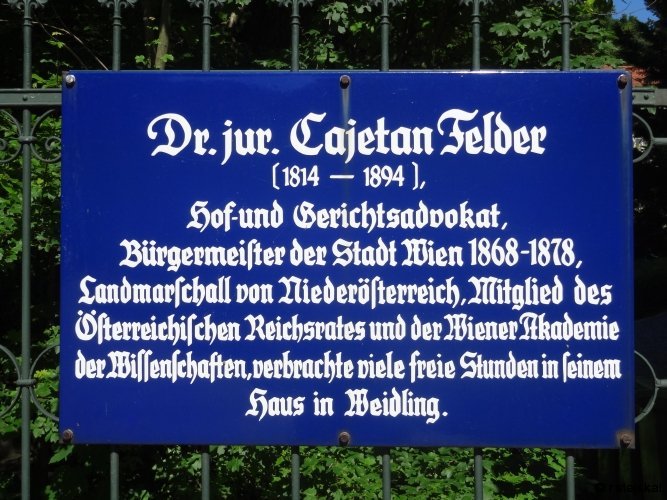 Dr. jur. Cajetan Felder
(1814 — 1894),
Hof- und Gerichtsadvokat,
Bürgermeiſter der Stadt Wien 1868-1878,
Landmarſchall von Niederöſterreich, Mitglied des
Öſterreichiſchen Reichsrates und der Wiener Akademie
der Wiſſenſchaften, verbrachte viele freie Stunden in ſeinem
Haus in Weidling.